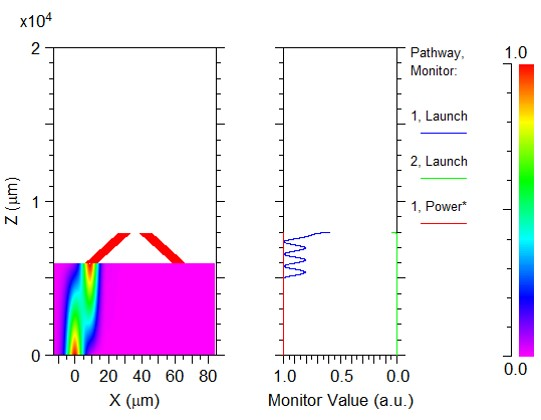 x10⁴
2
1
0
Z (μm)
0 20 40 60 80
X (μm)
1.0 0.5 0.0
Monitor Value (a.u.)
Pathway,
Monitor:
1, Launch
2, Launch
1, Power*
1.0
0.0